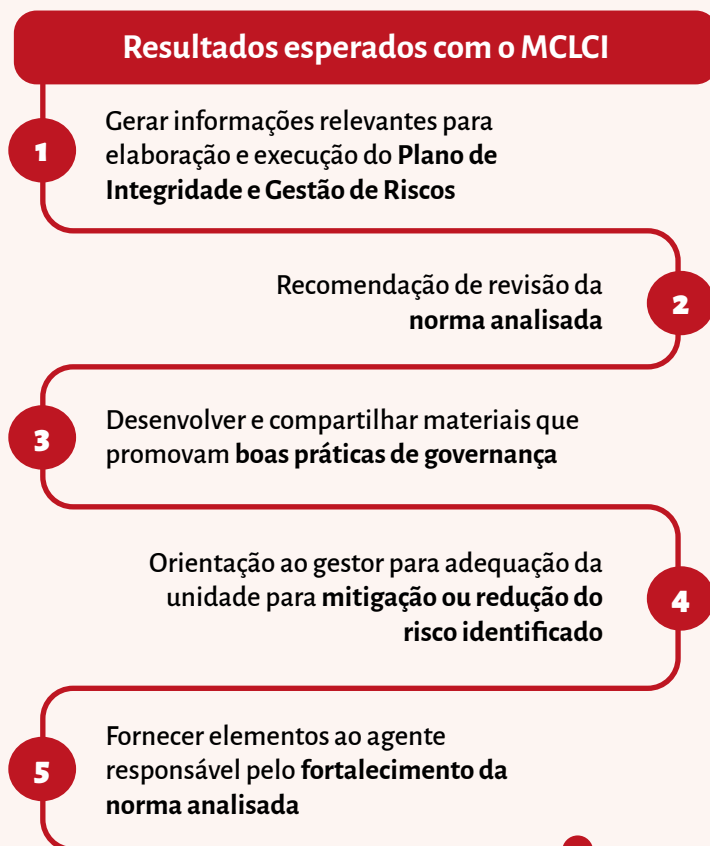 Resultados esperados com o MCLCI
1
Gerar informações relevantes para
elaboração e execução do Plano de
Integridade e Gestão de Riscos
Recomendação de revisão da
norma analisada
2
3
Desenvolver e compartilhar materiais que
promovam boas práticas de governança
Orientação ao gestor para adequação da
unidade para mitigação ou redução do
risco identificado
4
5
Fornecer elementos ao agente
responsável pelo fortalecimento da
norma analisada